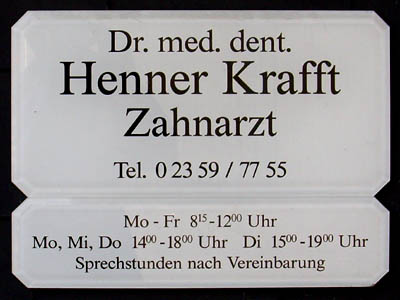 Dr. med. dent.
Henner Krafft
Zahnarzt
Tel. 0 23 59 / 77 55
Mo - Fr 8¹⁵-12⁰⁰ Uhr
Mo, Mi, Do 14⁰⁰-18⁰⁰ Uhr Di 15⁰⁰-19⁰⁰ Uhr
Sprechstunden nach Vereinbarung